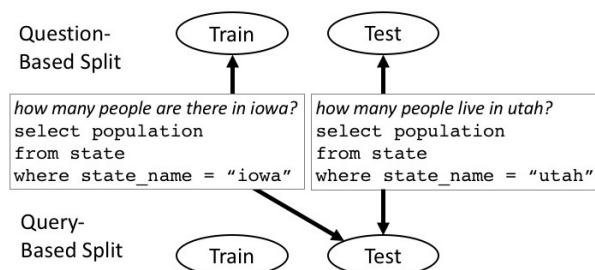 Question-
Based Split
Train
Test
how many people are there in iowa?
select population
from state
where state_name = “iowa”
how many people live in utah?
select population
from state
where state_name = “utah”
Query-
Based Split
Train
Test